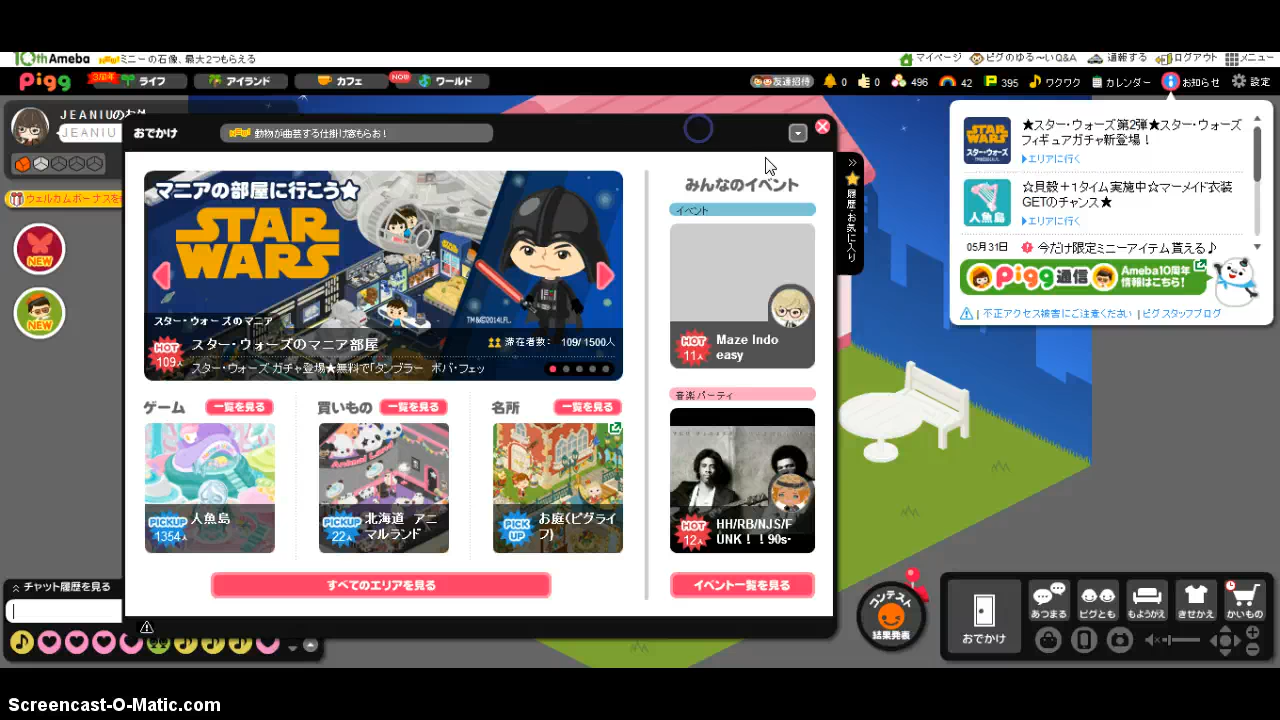 10th Ameba NEW!ミニーの石像、最大2つもらえる
マイページ ピグのゆる～いQ&A 通報する ログアウト メニュー
Pigg 3周年 ライフ アイランド カフェ NEW ワールド
友達招待 0 0 496 42 395 ワクワク カレンダー お知らせ 設定
JEANIU
JEANIU
ウェルカムボーナスを
NEW
NEW
おでかけ NEW! 動物が曲芸する仕掛け客もらお！
マニアの部屋に行こう★
STAR
WARS
スター・ウォーズのマニア
TM&©2014LFL.
HOT
109人
スター・ウォーズのマニア部屋
滞在者数： 109/1500人
スター・ウォーズ ガチャ登場★無料で「タンブラー ボバ・フェッ
ゲーム 一覧を見る
PICKUP
1354人
人魚島
買いもの 一覧を見る
Animal Land
PICKUP
22人
北海道 アニ
マルランド
名所 一覧を見る
PICK
UP
お庭(ピグライ
フ)
すべてのエリアを見る
みんなのイベント
イベント
HOT
11人
Maze Indo
easy
音楽パーティ
HOT
12人
HH/RB/NJS/F
UNK！！90s-
イベント一覧を見る
履歴・お気に入り
STAR
WARS
スター・ウォーズ
★スター・ウォーズ第2弾★スター・ウォーズ
フィギュアガチャ新登場！
エリアに行く
人魚島
☆貝殻＋1タイム実施中☆マーメイド衣装
GETのチャンス★
エリアに行く
05月31日 今だけ限定ミニーアイテム貰える♪
Pigg通信 Ameba10周年
情報はこちら!
不正アクセス被害にご注意ください | ピグスタッフブログ
チャット履歴を見る
コンテスト
結果発表
おでかけ
あつまる
ピグとも
もようがえ
きせかえ
かいもの
Screencast-O-Matic.com